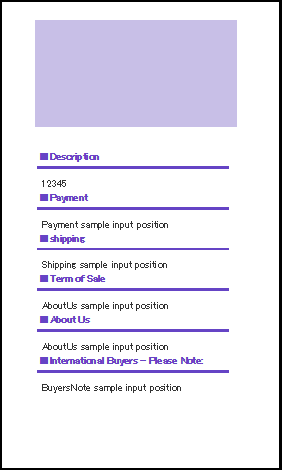 ■Description
12345
■Payment
Payment sample input position
■shipping
Shipping sample input position
■Term of Sale
AboutUs sample input position
■About Us
AboutUs sample input position
■International Buyers - Please Note:
BuyersNote sample input position